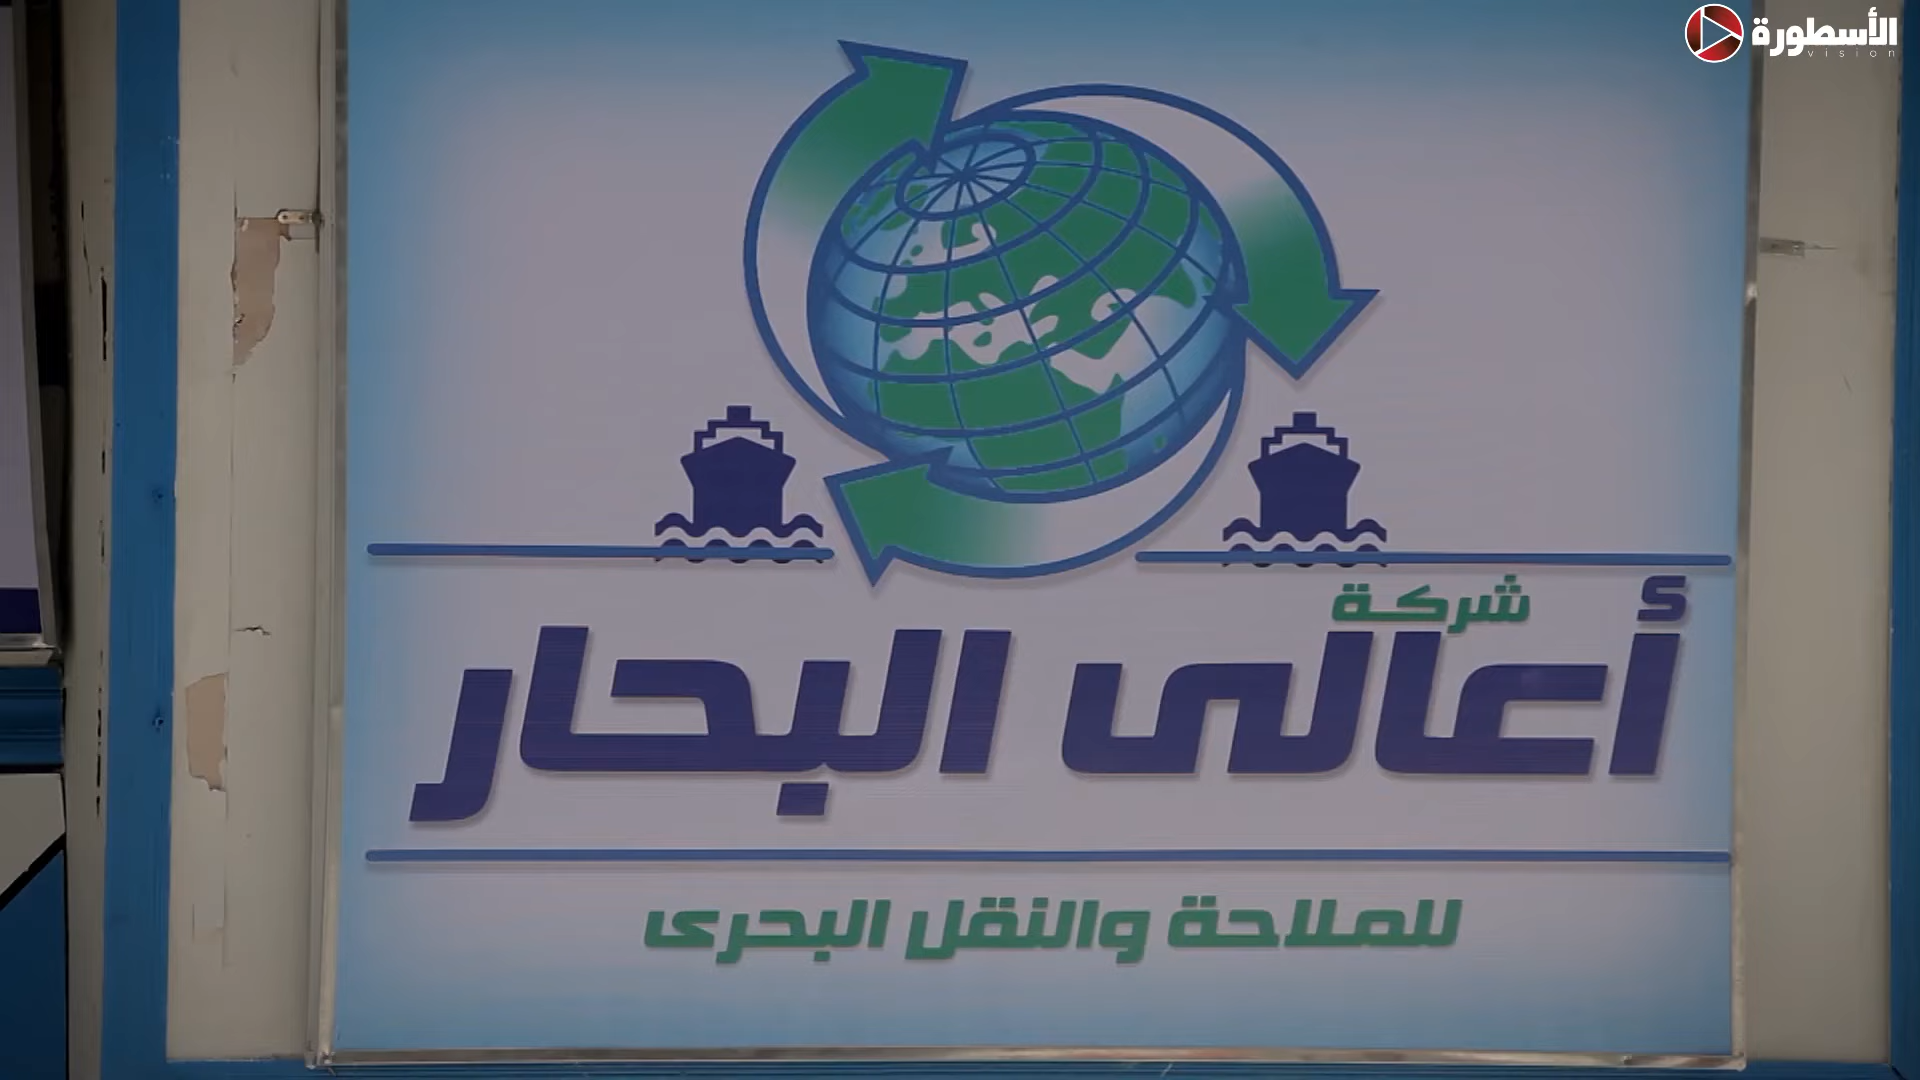 الأسطورة
vision
شركة
أعالى البحار
للملاحة والنقل البحرى